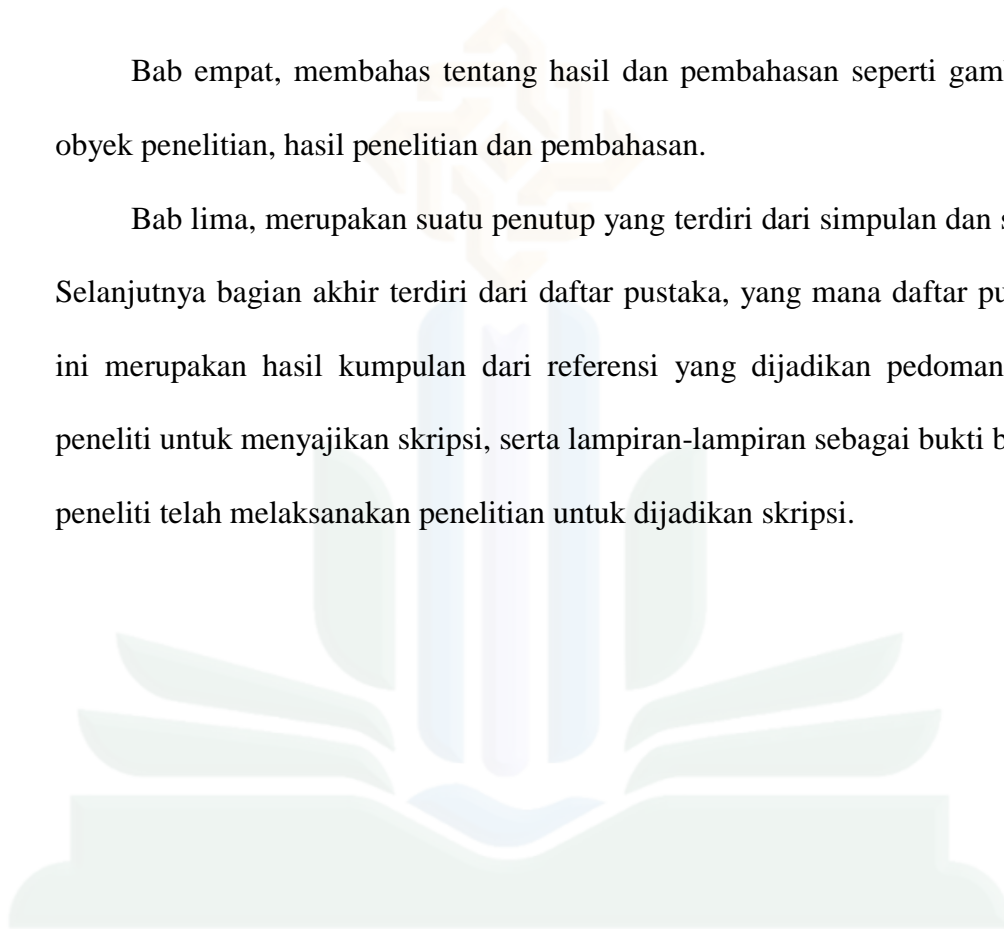 Bab empat, membahas tentang hasil dan pembahasan seperti
obyek penelitian, hasil penelitian dan pembahasan.
Bab lima, merupakan suatu penutup yang terdiri dari simpulan dan
Selanjutnya bagian akhir terdiri dari daftar pustaka, yang mana daftar
ini merupakan hasil kumpulan dari referensi yang dijadikan pedoman
peneliti untuk menyajikan skripsi, serta lampiran-lampiran sebagai bukti
peneliti telah melaksanakan penelitian untuk dijadikan skripsi.